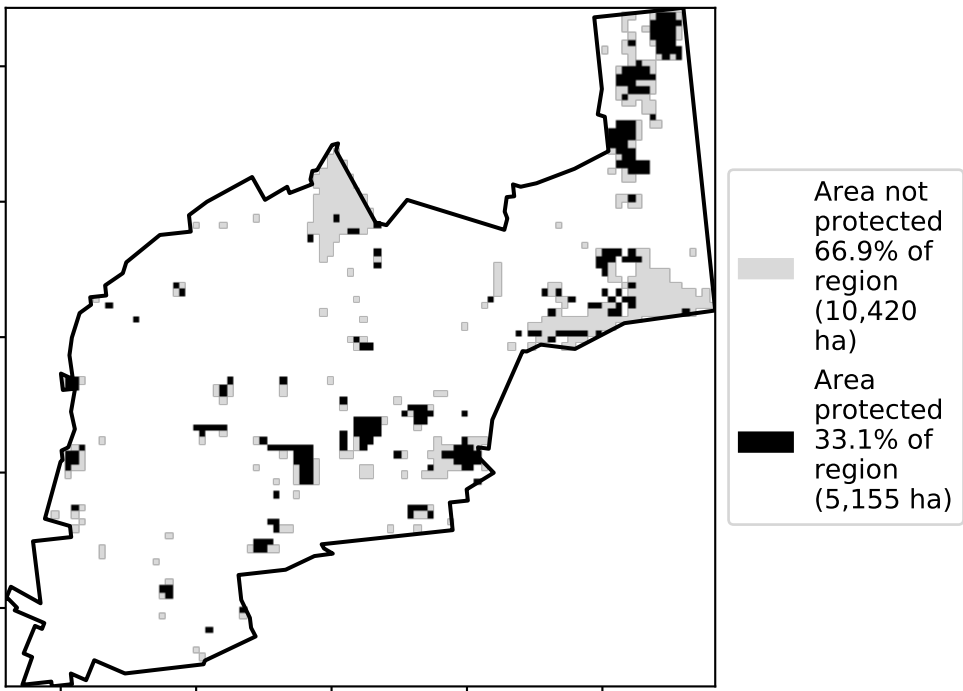 Area not
protected
66.9% of
region
(10,420
ha)
Area
protected
33.1% of
region
(5,155 ha)